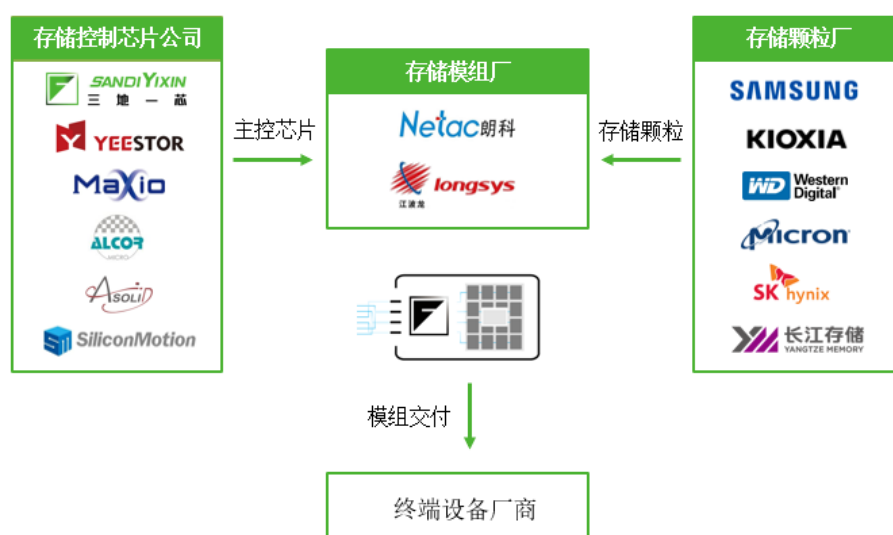 存储控制芯片公司
SANDIYIXIN
三地一芯
YEESTOR
Maxio
ALCOR
MICRO
ASOLID
SiliconMotion
主控芯片
存储模组厂
Netac朗科
longsys
江波龙
存储颗粒
存储颗粒厂
SAMSUNG
KIOXIA
WD Western
Digital
Micron
SK hynix
长江存储
YANGTZE MEMORY
模组交付
终端设备厂商